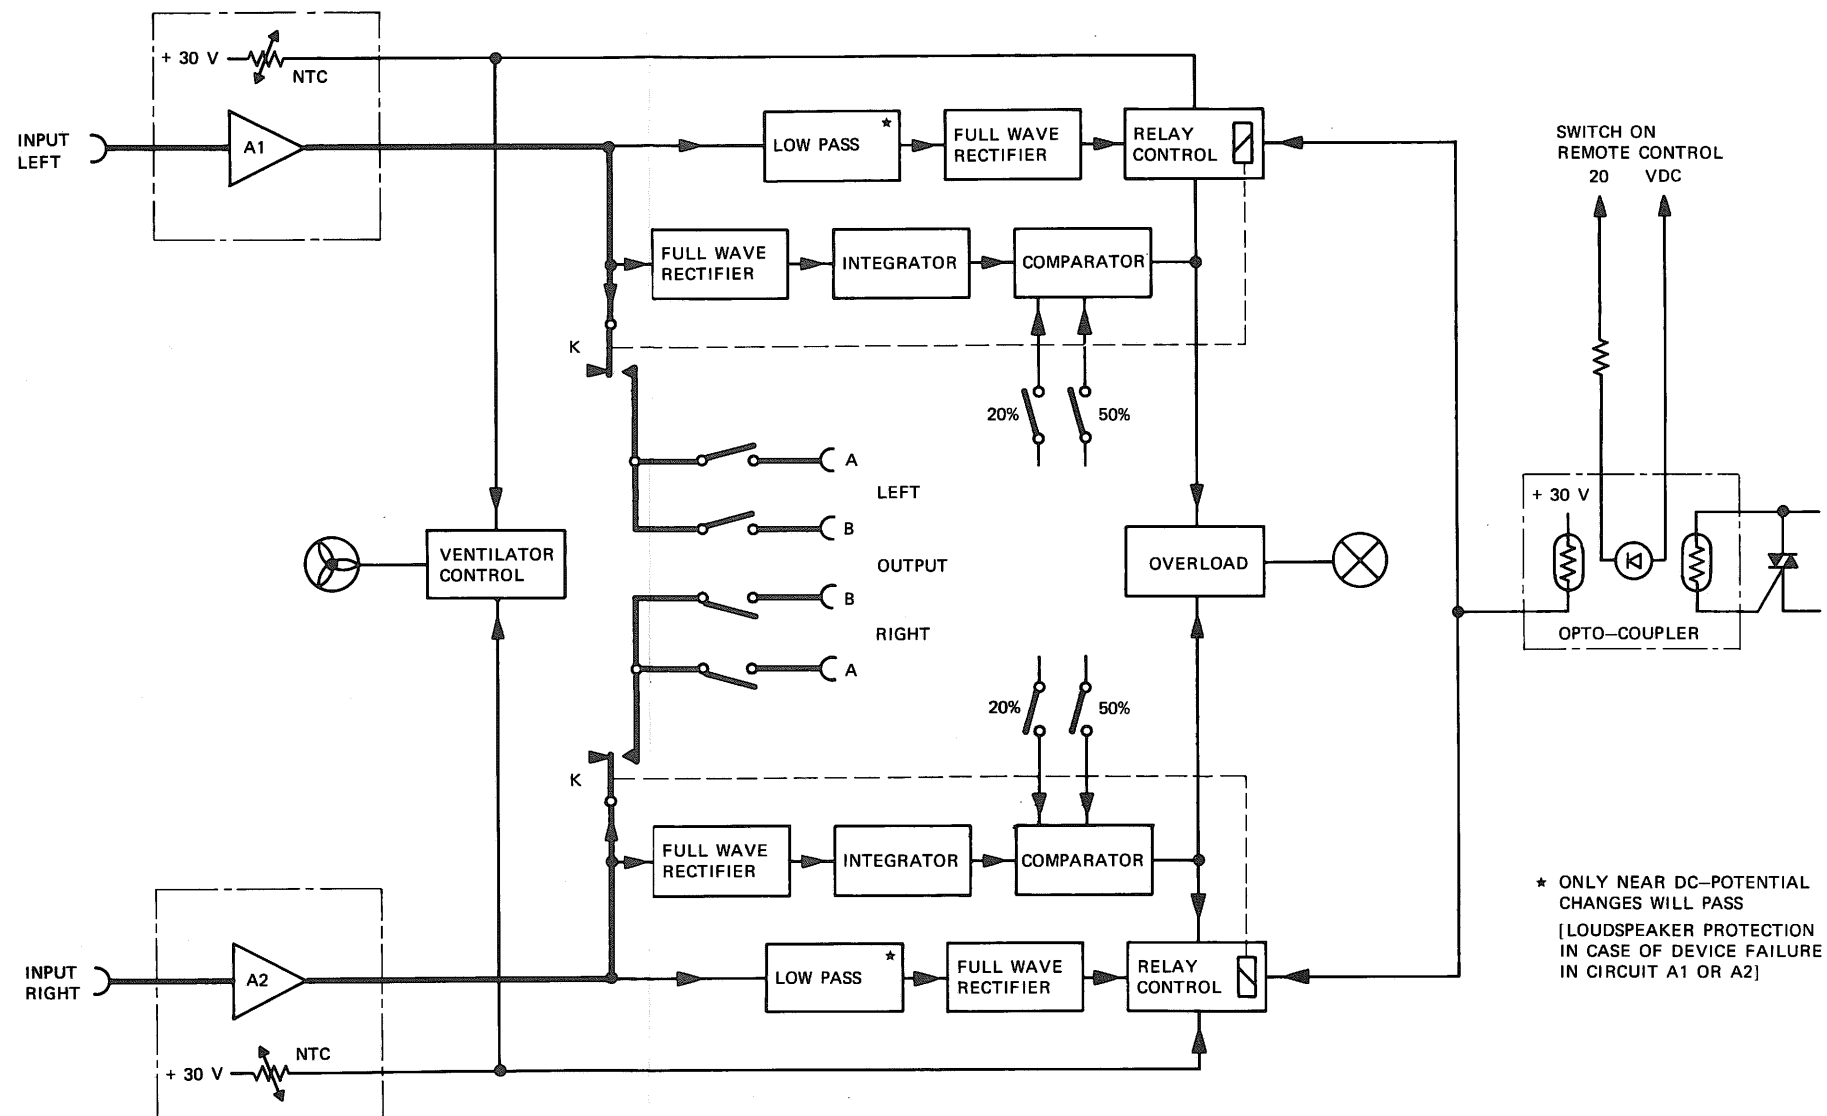 + 30 V
NTC
INPUT
LEFT
A1
LOW PASS
★
FULL WAVE
RECTIFIER
RELAY
CONTROL
SWITCH ON
REMOTE CONTROL
20 VDC
FULL WAVE
RECTIFIER
INTEGRATOR
COMPARATOR
K
20%
50%
A
LEFT
B
OUTPUT
B
RIGHT
A
VENTILATOR
CONTROL
OVERLOAD
+ 30 V
OPTO–COUPLER
20%
50%
K
FULL WAVE
RECTIFIER
INTEGRATOR
COMPARATOR
INPUT
RIGHT
A2
LOW PASS
★
FULL WAVE
RECTIFIER
RELAY
CONTROL
NTC
+ 30 V
★ ONLY NEAR DC–POTENTIAL
CHANGES WILL PASS
[LOUDSPEAKER PROTECTION
IN CASE OF DEVICE FAILURE
IN CIRCUIT A1 OR A2]